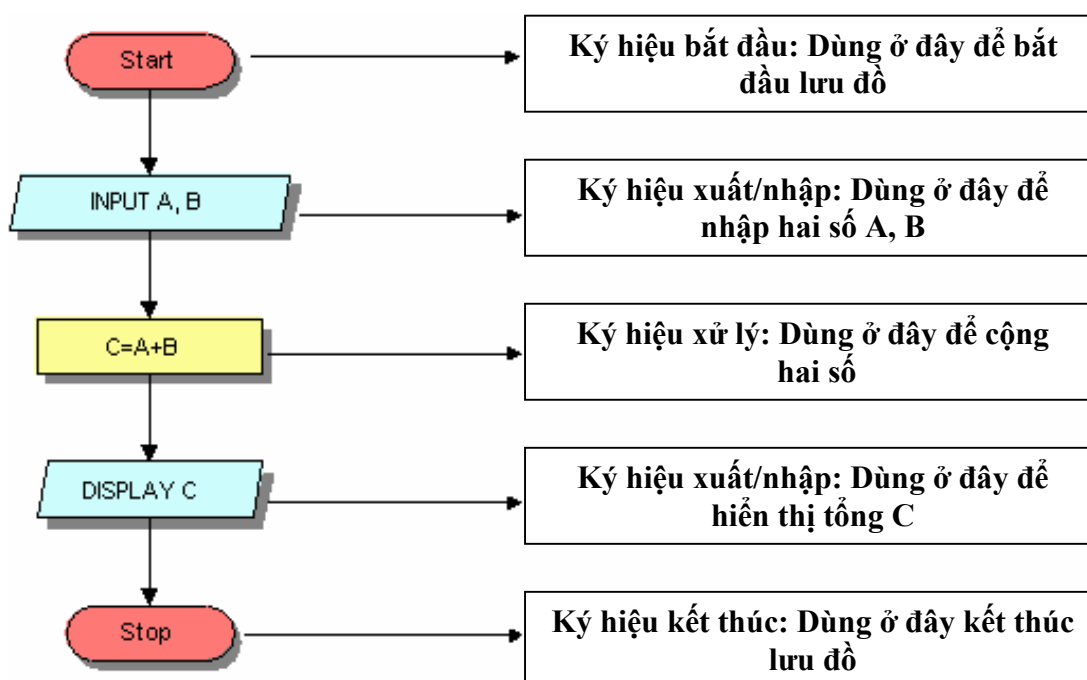 Start
Ký hiệu bắt đầu: Dùng ở đây để bắt
đầu lưu đồ
INPUT A, B
Ký hiệu xuất/nhập: Dùng ở đây để
nhập hai số A, B
C=A+B
Ký hiệu xử lý: Dùng ở đây để cộng
hai số
DISPLAY C
Ký hiệu xuất/nhập: Dùng ở đây để
hiển thị tổng C
Stop
Ký hiệu kết thúc: Dùng ở đây kết thúc
lưu đồ